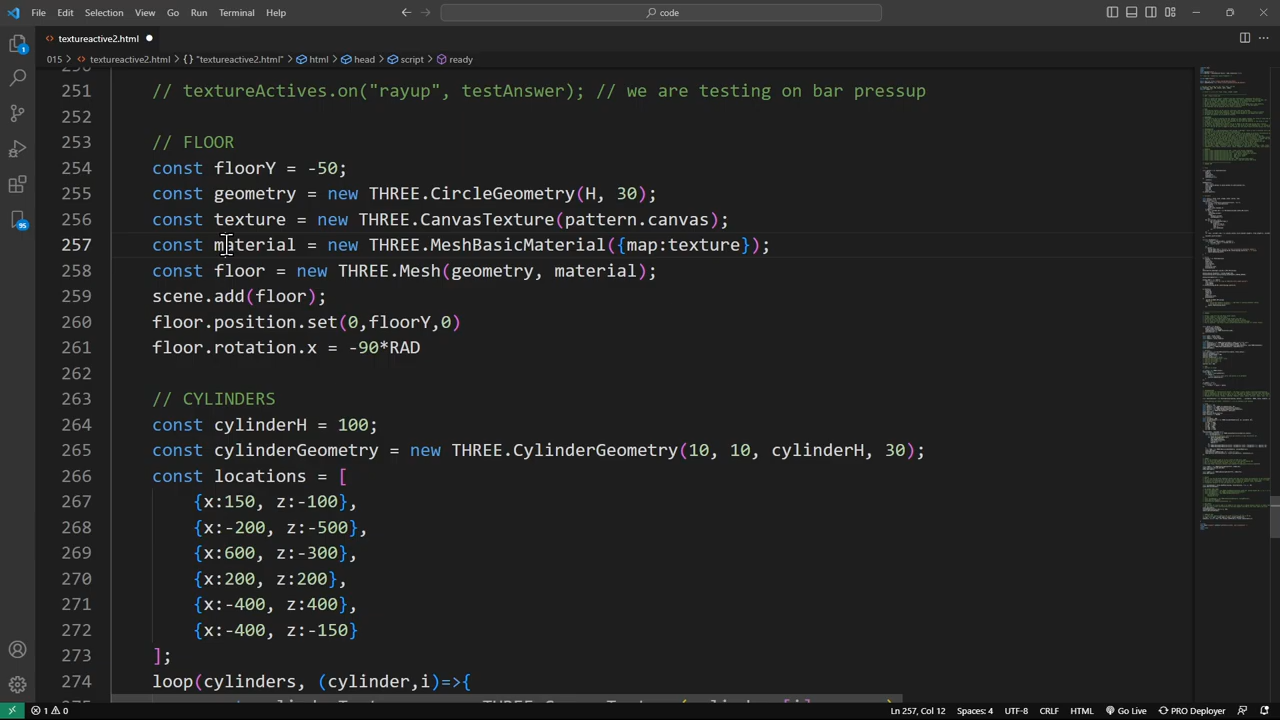 File Edit Selection View Go Run Terminal Help
code
textureactive2.html
015 textureactive2.html "textureactive2.html" html head script ready
251 // textureActives.on("rayup", testAnswer); // we are testing on bar pressup
252
253 // FLOOR
254 const floorY = -50;
255 const geometry = new THREE.CircleGeometry(H, 30);
256 const texture = new THREE.CanvasTexture(pattern.canvas);
257 const material = new THREE.MeshBasicMaterial({map:texture});
258 const floor = new THREE.Mesh(geometry, material);
259 scene.add(floor);
260 floor.position.set(0,floorY,0)
261 floor.rotation.x = -90*RAD
262
263 // CYLINDERS
264 const cylinderH = 100;
265 const cylinderGeometry = new THREE.CylinderGeometry(10, 10, cylinderH, 30);
266 const locations = [
267 {x:150, z:-100},
268 {x:-200, z:-500},
269 {x:600, z:-300},
270 {x:200, z:200},
271 {x:-400, z:400},
272 {x:-400, z:-150}
273 ];
274 loop(cylinders, (cylinder,i)=>{
1
95
1 0 Ln 257, Col 12 Spaces: 4 UTF-8 CRLF HTML Go Live PRO Deployer